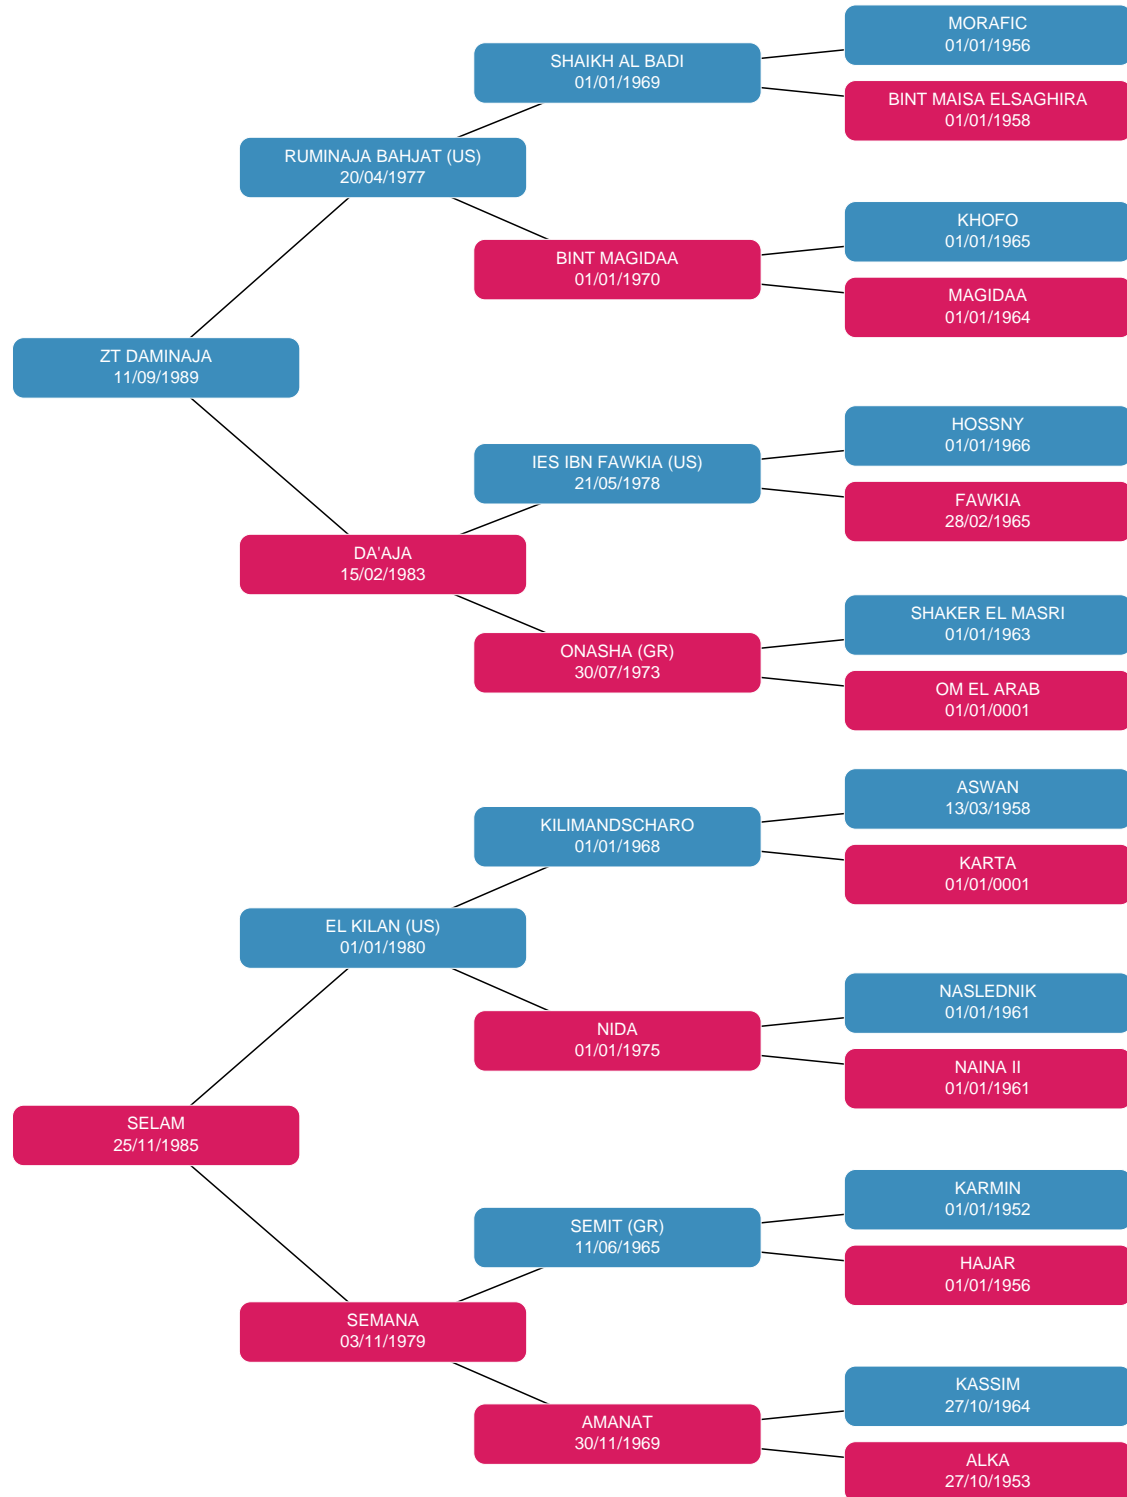 MORAFIC
01/01/1956
SHAIKH AL BADI
01/01/1969
BINT MAISA ELSAGHIRA
01/01/1958
RUMINAJA BAHJAT (US)
20/04/1977
KHOFO
01/01/1965
BINT MAGIDAA
01/01/1970
MAGIDAA
01/01/1964
ZT DAMINAJA
11/09/1989
HOSSNY
01/01/1966
IES IBN FAWKIA (US)
21/05/1978
FAWKIA
28/02/1965
DA'AJA
15/02/1983
SHAKER EL MASRI
01/01/1963
ONASHA (GR)
30/07/1973
OM EL ARAB
01/01/0001
ASWAN
13/03/1958
KILIMANDSCHARO
01/01/1968
KARTA
01/01/0001
EL KILAN (US)
01/01/1980
NASLEDNIK
01/01/1961
NIDA
01/01/1975
NAINA II
01/01/1961
SELAM
25/11/1985
KARMIN
01/01/1952
SEMIT (GR)
11/06/1965
HAJAR
01/01/1956
SEMANA
03/11/1979
KASSIM
27/10/1964
AMANAT
30/11/1969
ALKA
27/10/1953